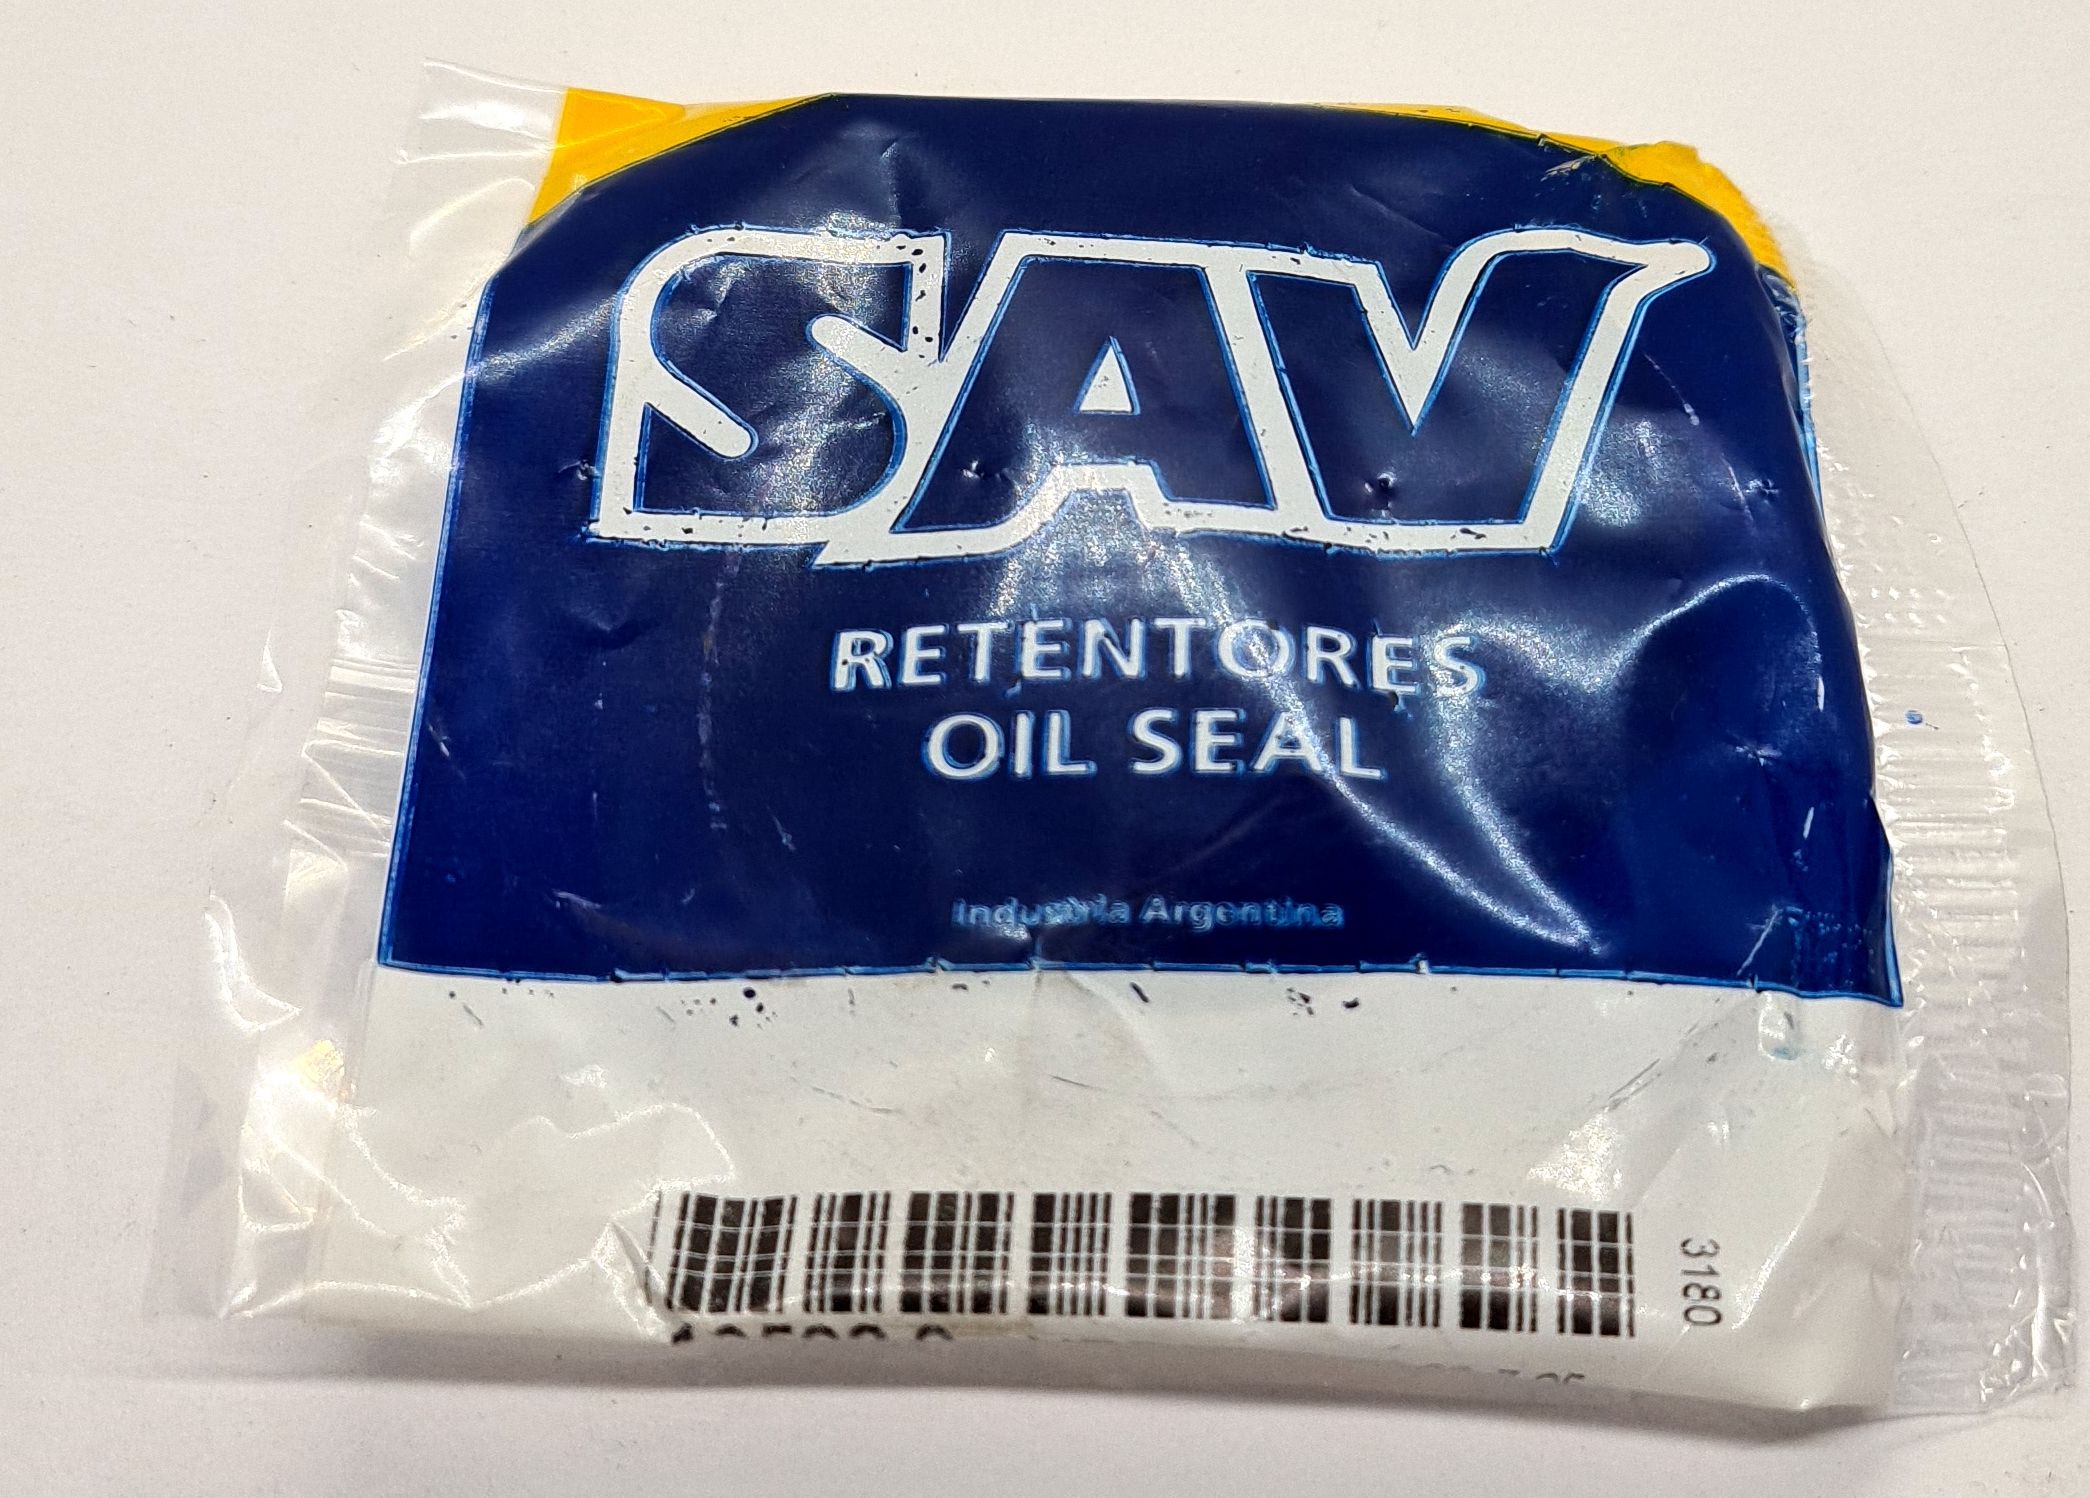 SAV
RETENTORES
OIL SEAL
Industria Argentina
3180